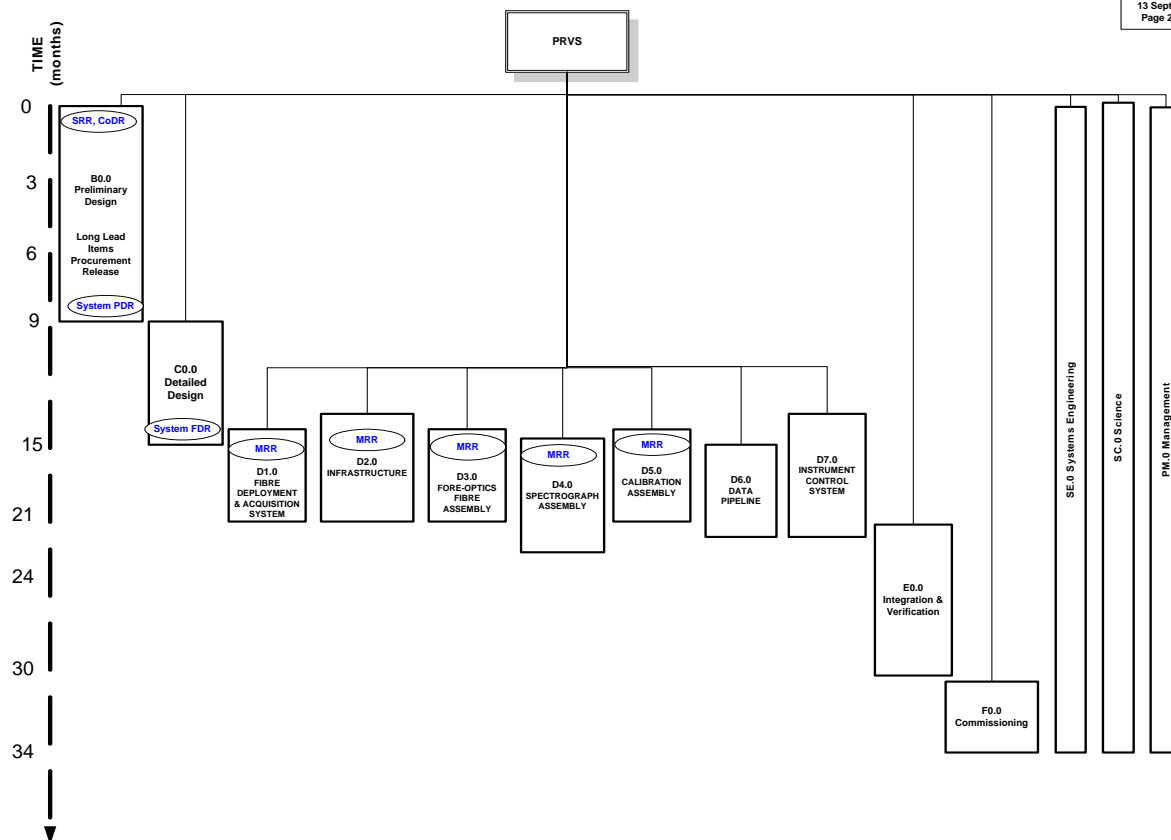 13 Sept
Page 2
TIME
(months)
PRVS
0
3
6
9
15
21
24
30
34
SRR, CoDR
B0.0
Preliminary
Design
Long Lead
Items
Procurement
Release
System PDR
C0.0
Detailed
Design
System FDR
MRR
D1.0
FIBRE
DEPLOYMENT
& ACQUISITION
SYSTEM
MRR
D2.0
INFRASTRUCTURE
MRR
D3.0
FORE-OPTICS
FIBRE
ASSEMBLY
MRR
D4.0
SPECTROGRAPH
ASSEMBLY
MRR
D5.0
CALIBRATION
ASSEMBLY
D6.0
DATA
PIPELINE
D7.0
INSTRUMENT
CONTROL
SYSTEM
E0.0
Integration &
Verification
F0.0
Commissioning
SE.0 Systems Engineering
SC.0 Science
PM.0 Management